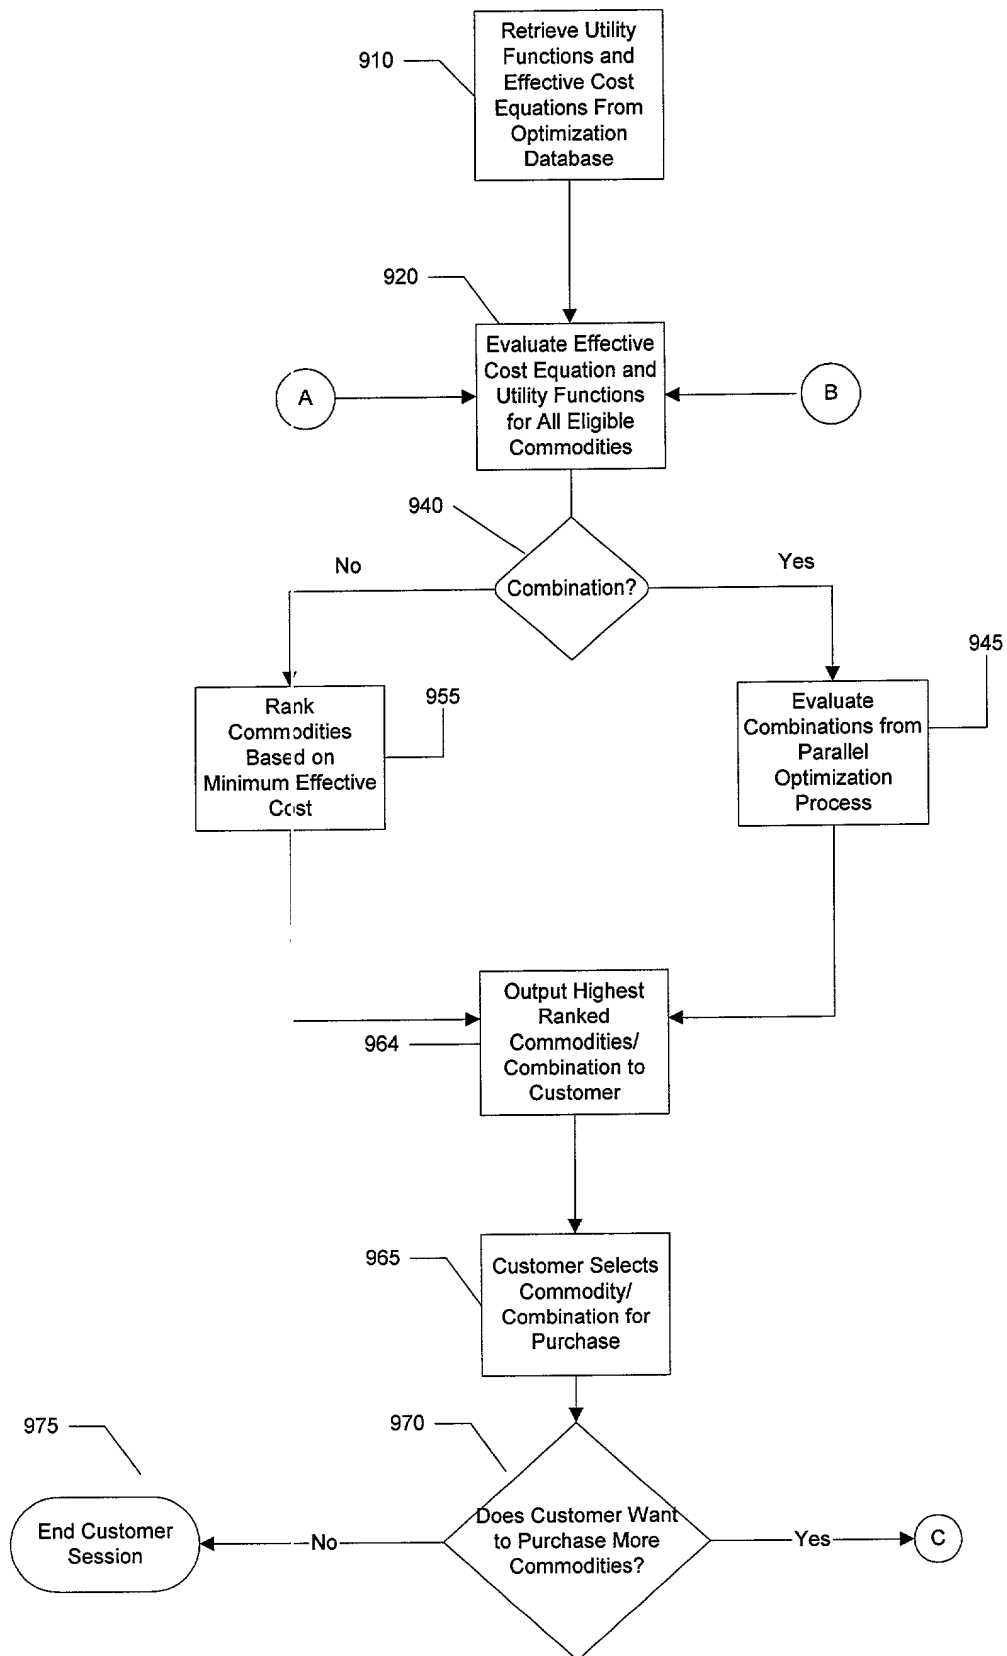 910
Retrieve Utility
Functions and
Effective Cost
Equations From
Optimization
Database
920
Evaluate Effective
Cost Equation and
Utility Functions
for All Eligible
Commodities
A
B
940
Combination?
No
Yes
945
955
Rank
Commodities
Based on
Minimum Effective
Cost
Evaluate
Combinations from
Parallel
Optimization
Process
964
Output Highest
Ranked
Commodities/
Combination to
Customer
965
Customer Selects
Commodity/
Combination for
Purchase
975
970
End Customer
Session
No
Does Customer Want
to Purchase More
Commodities?
Yes
C